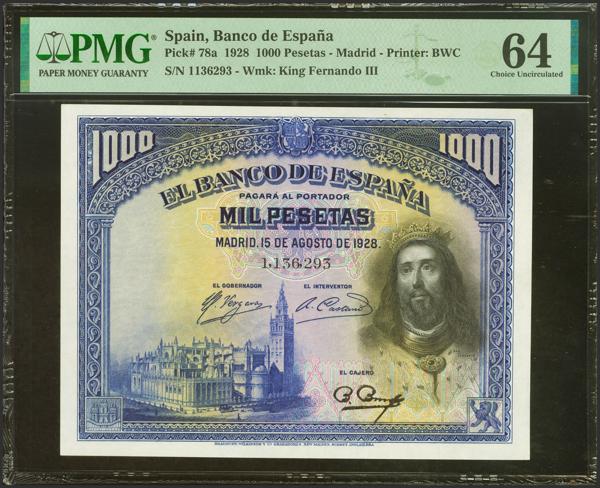 PMG
PAPER MONEY GUARANTY
Spain, Banco de España
Pick# 78a 1928 1000 Pesetas - Madrid - Printer: BWC
S/N 1136293 - Wmk: King Fernando III
64
Choice Uncirculated
1000
1000
EL BANCO DE ESPAÑA
PAGARÁ AL PORTADOR
MIL PESETAS
MADRID, 15 DE AGOSTO DE 1928.
1,136,293
EL GOBERNADOR
EL INTERVENTOR
EL CAJERO
1000